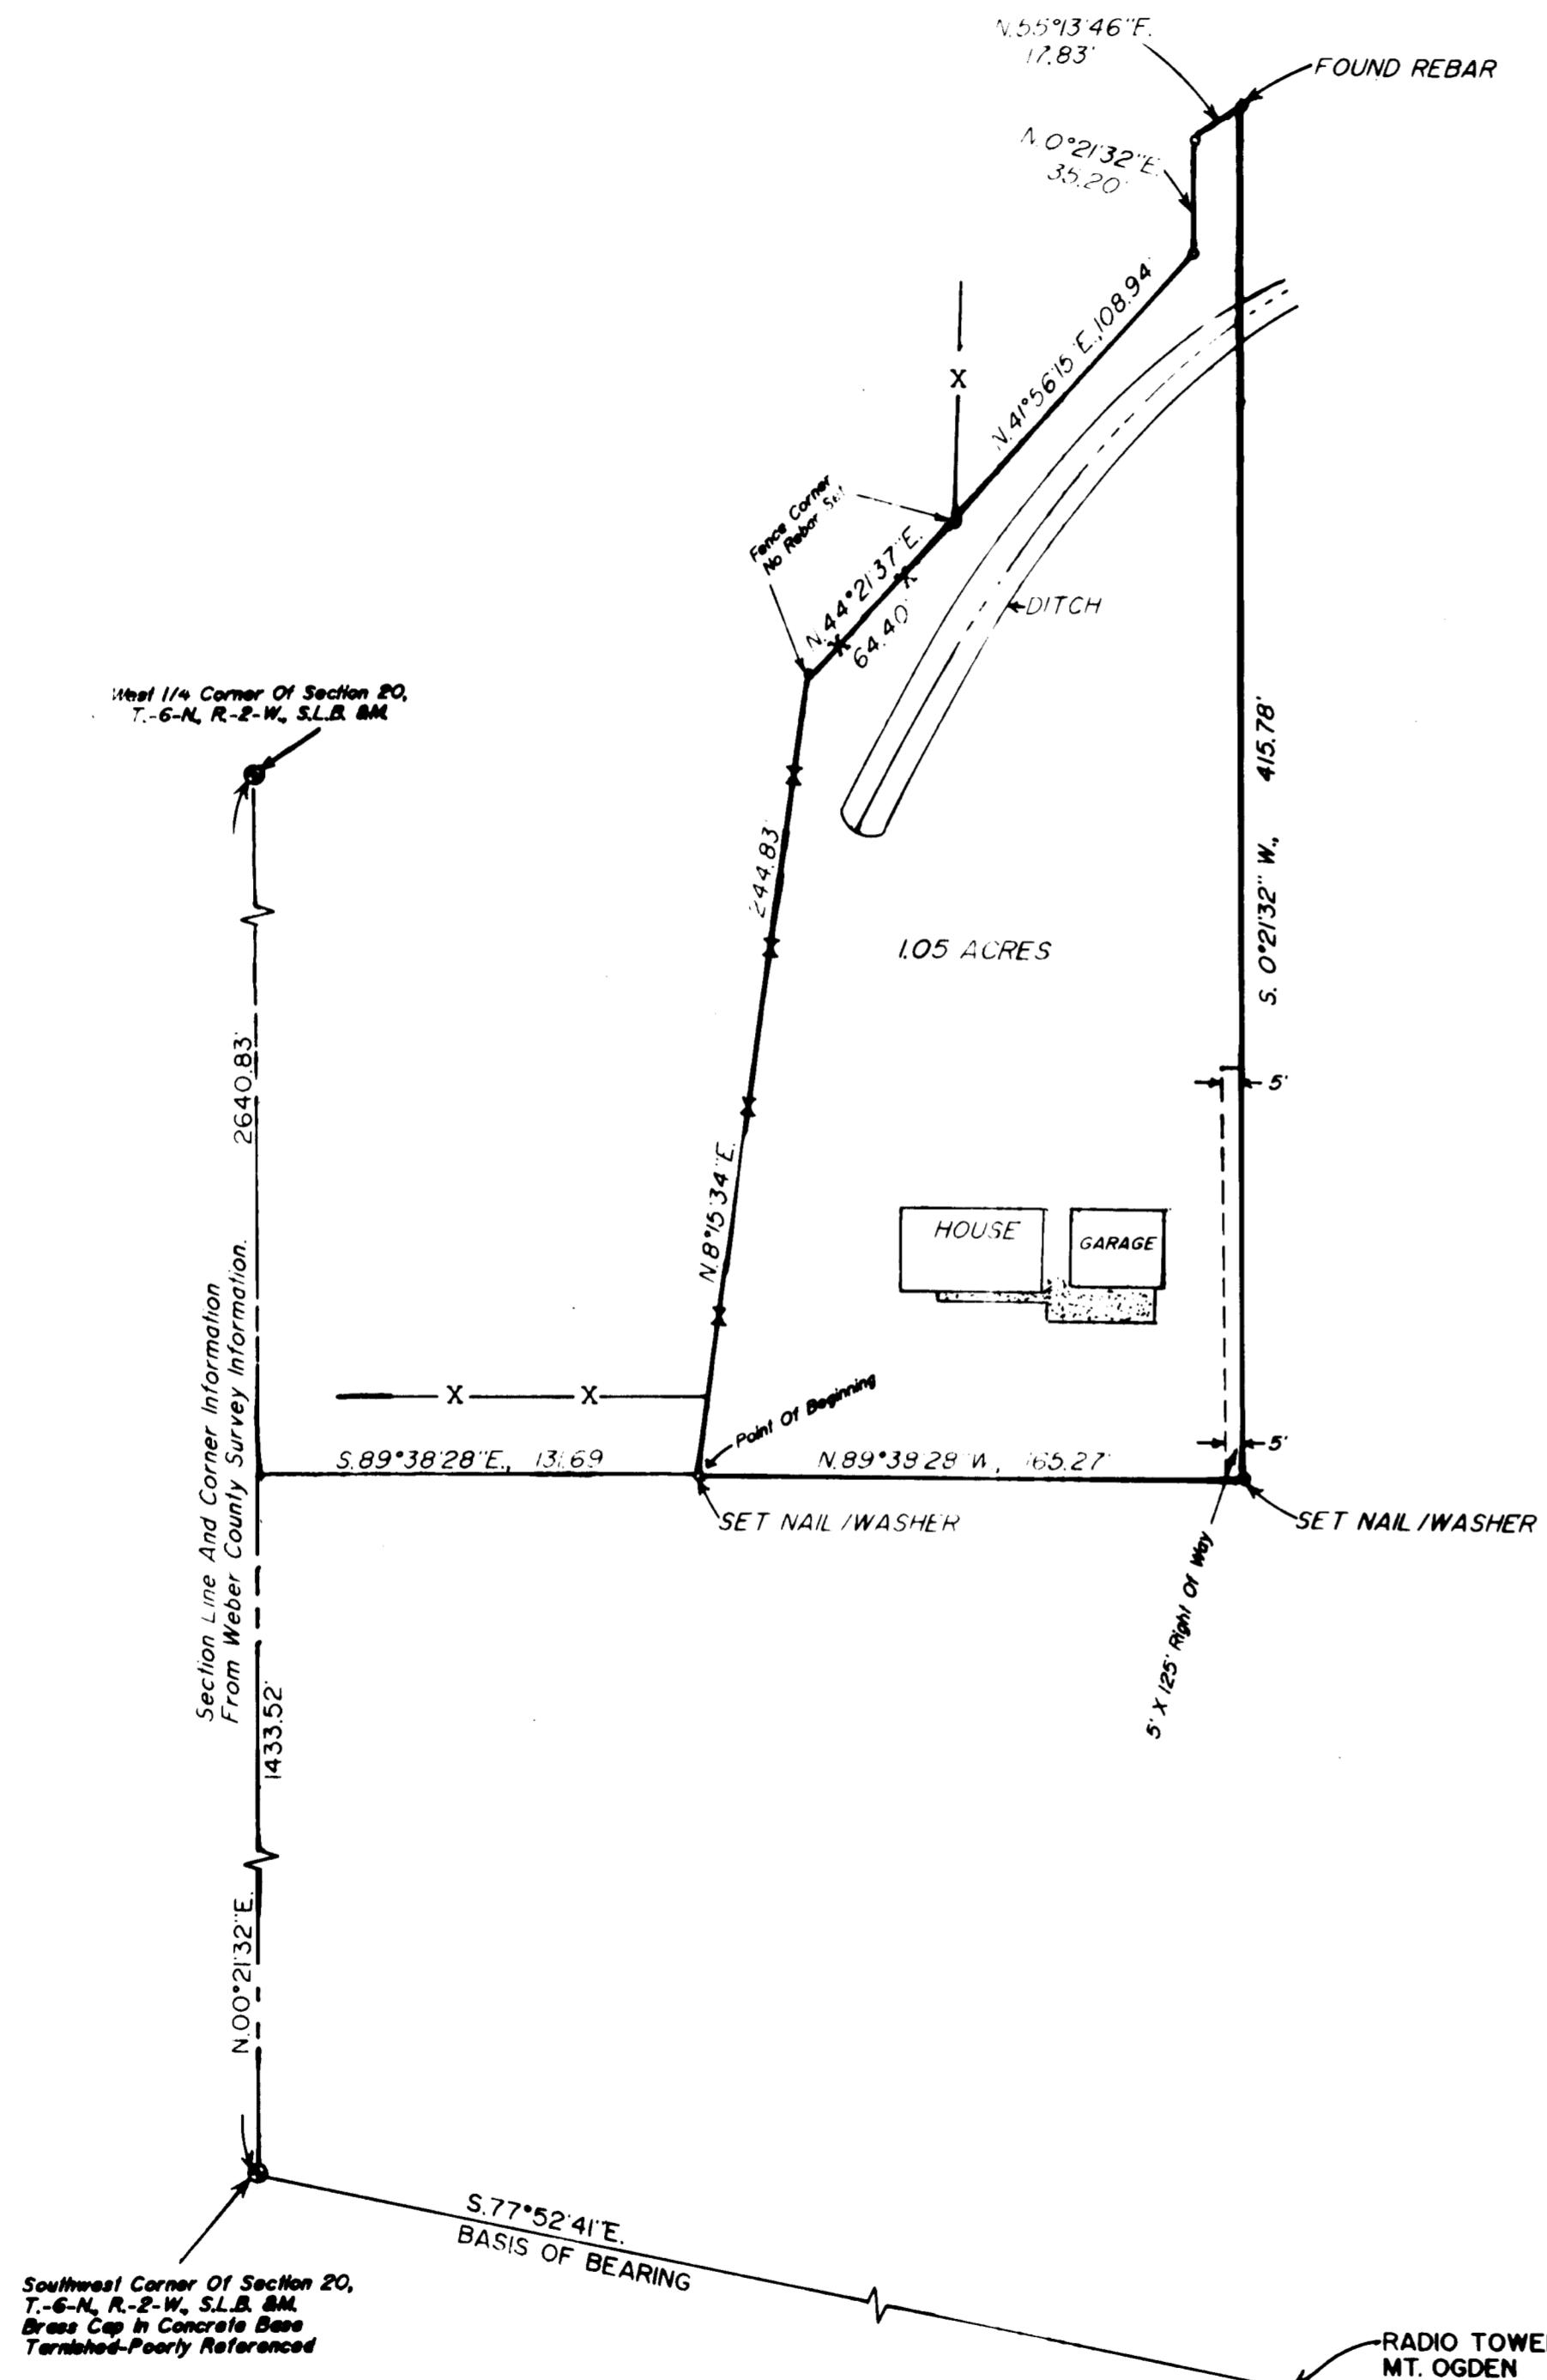 N.55°13'46"E.
17.83'
FOUND REBAR
N.0°21'32"E.
35.20'
N.41°56'15"E.,108.94'
X
Fence Corner
No Rebar Set
N.44°21'37"E.
64.40'
DITCH
West 1/4 Corner Of Section 20,
T.-6-N., R.-2-W., S.L.B. &M.
S. 0°21'32" W., 415.78'
244.83'
1.05 ACRES
2640.83'
5'
N.8°15'34"E.
HOUSE
GARAGE
Section Line And Corner Information
From Weber County Survey Information.
X X
Point Of Beginning
5'
S.89°38'28"E., 131.69
N.89°38'28"W., 165.27'
SET NAIL/WASHER
SET NAIL/WASHER
5' X 125' Right Of Way
1433.52'
N.00°21'32"E.
S.77°52'41"E.
BASIS OF BEARING
Southwest Corner Of Section 20,
T.-6-N., R.-2-W., S.L.B. &M.
Brass Cap In Concrete Base
Ternished-Poorly Referenced
RADIO TOWE
MT. OGDEN